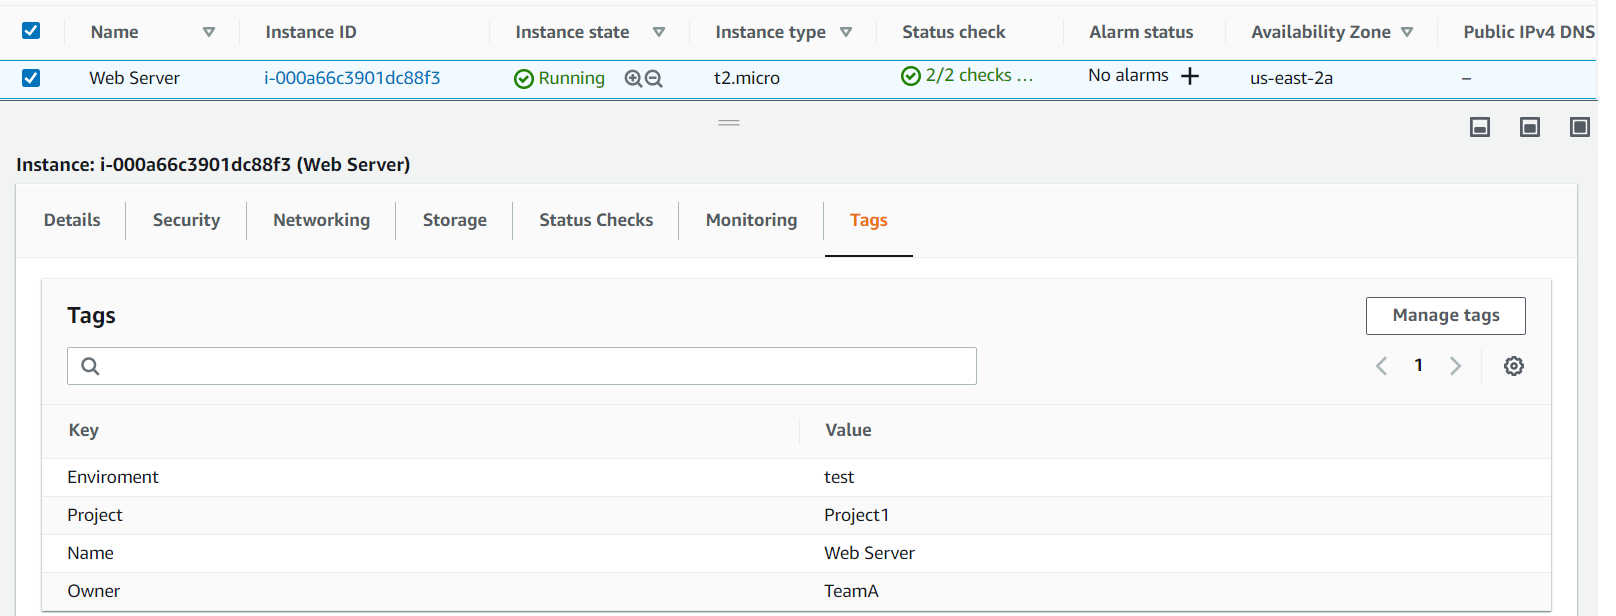 Name Instance ID Instance state Instance type Status check Alarm status Availability Zone Public IPv4 DNS
Web Server i-000a66c3901dc88f3 Running t2.micro 2/2 checks ... No alarms + us-east-2a –
Instance: i-000a66c3901dc88f3 (Web Server)
Details Security Networking Storage Status Checks Monitoring Tags
Tags Manage tags
1
Key Value
Enviroment test
Project Project1
Name Web Server
Owner TeamA